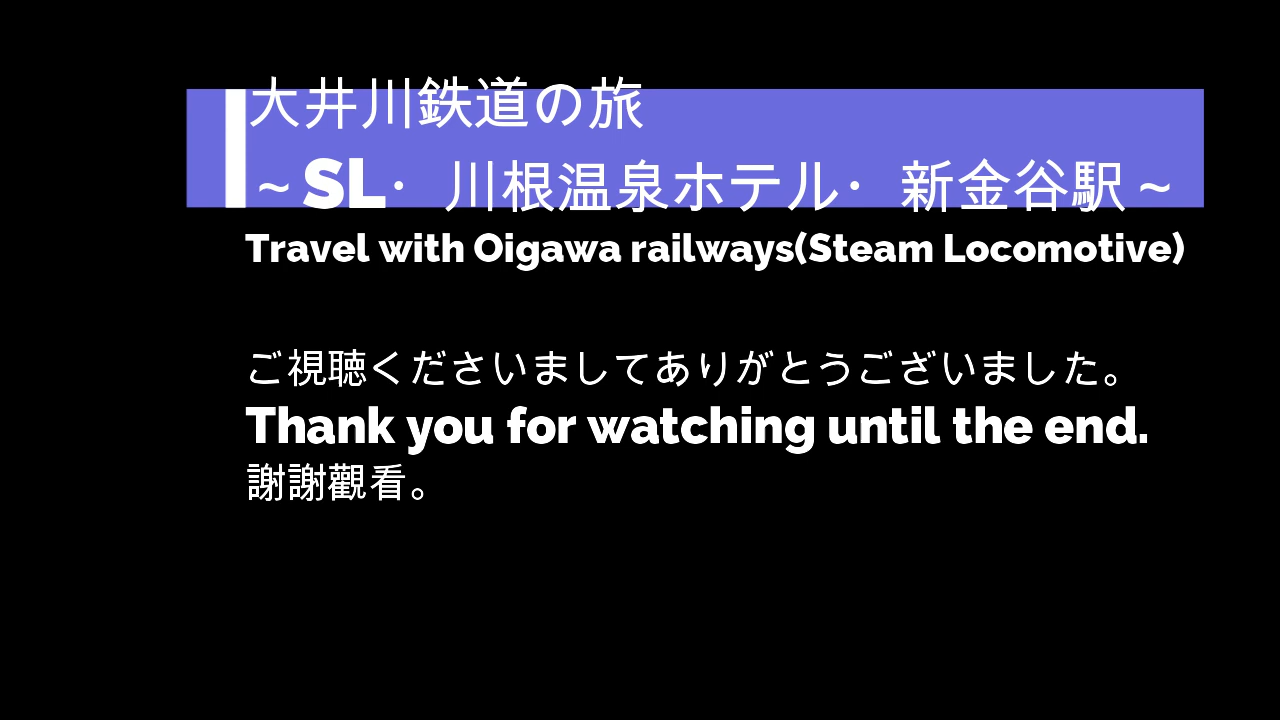 大井川鉄道の旅
~ SL・ 川根温泉ホテル・ 新金谷駅 ~
Travel with Oigawa railways(Steam Locomotive)
ご視聴くださいましてありがとうございました。
Thank you for watching until the end.
謝謝觀看。